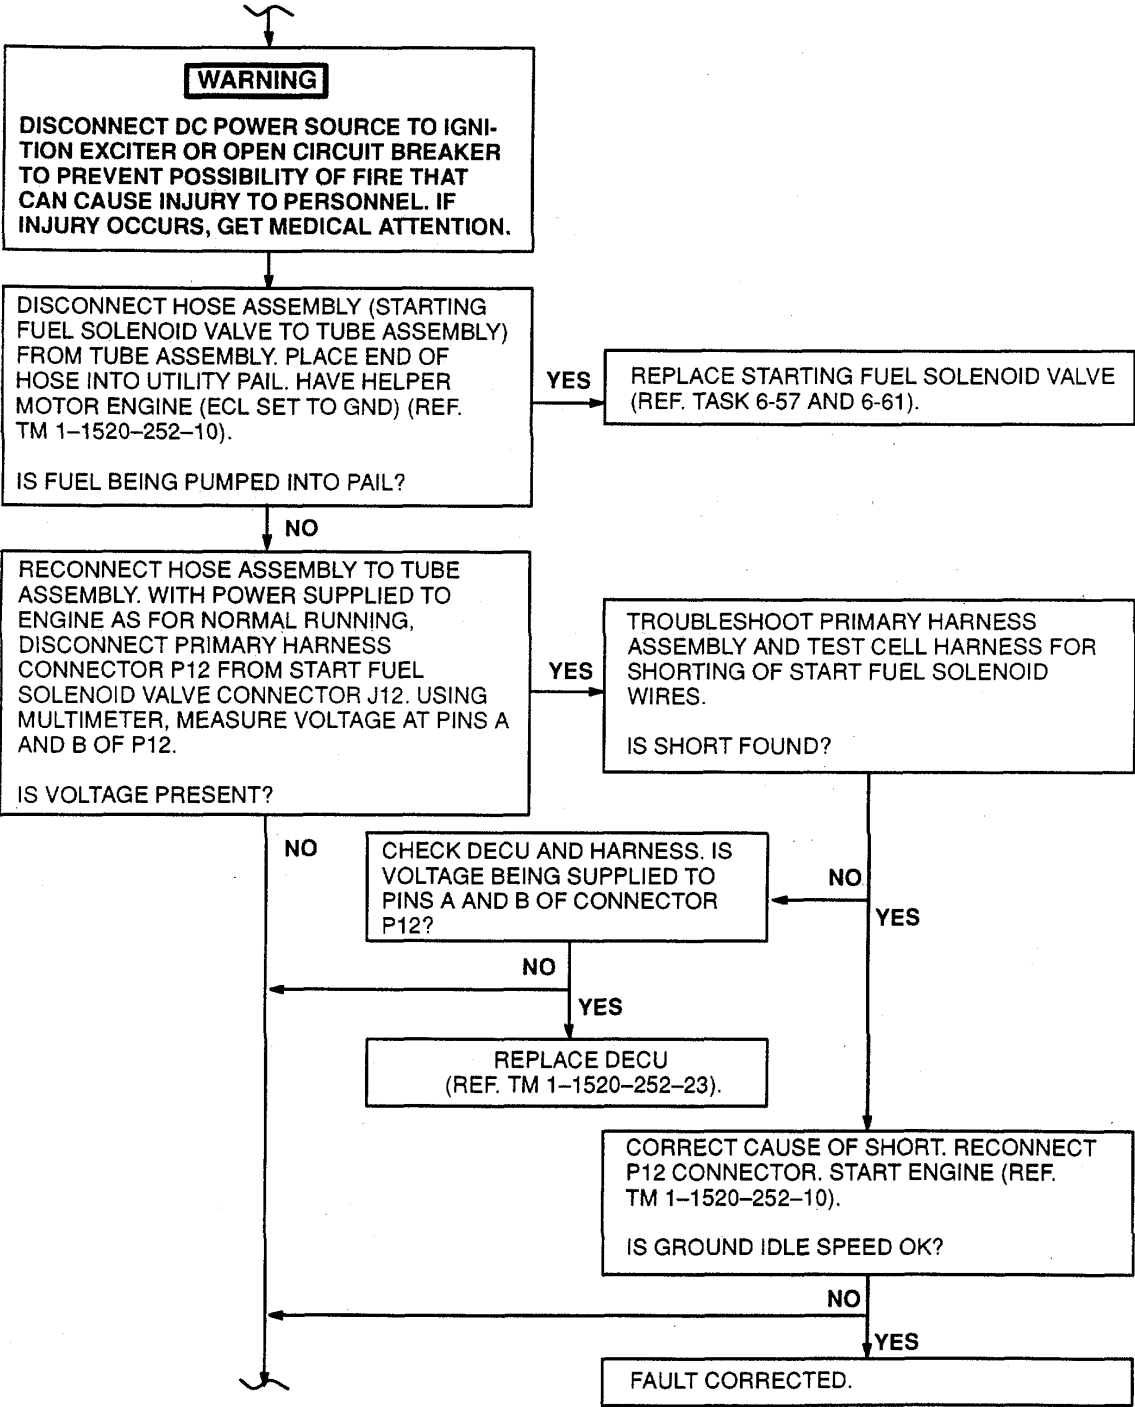 WARNING
DISCONNECT DC POWER SOURCE TO IGNI-
TION EXCITER OR OPEN CIRCUIT BREAKER
TO PREVENT POSSIBILITY OF FIRE THAT
CAN CAUSE INJURY TO PERSONNEL. IF
INJURY OCCURS, GET MEDICAL ATTENTION.
DISCONNECT HOSE ASSEMBLY (STARTING
FUEL SOLENOID VALVE TO TUBE ASSEMBLY)
FROM TUBE ASSEMBLY. PLACE END OF
HOSE INTO UTILITY PAIL. HAVE HELPER
MOTOR ENGINE (ECL SET TO GND) (REF.
TM 1–1520–252–10).
IS FUEL BEING PUMPED INTO PAIL?
YES
REPLACE STARTING FUEL SOLENOID VALVE
(REF. TASK 6-57 AND 6-61).
NO
RECONNECT HOSE ASSEMBLY TO TUBE
ASSEMBLY. WITH POWER SUPPLIED TO
ENGINE AS FOR NORMAL RUNNING,
DISCONNECT PRIMARY HARNESS
CONNECTOR P12 FROM START FUEL
SOLENOID VALVE CONNECTOR J12. USING
MULTIMETER, MEASURE VOLTAGE AT PINS A
AND B OF P12.
IS VOLTAGE PRESENT?
YES
TROUBLESHOOT PRIMARY HARNESS
ASSEMBLY AND TEST CELL HARNESS FOR
SHORTING OF START FUEL SOLENOID
WIRES.
IS SHORT FOUND?
NO
CHECK DECU AND HARNESS. IS
VOLTAGE BEING SUPPLIED TO
PINS A AND B OF CONNECTOR
P12?
NO
YES
NO
YES
REPLACE DECU
(REF. TM 1–1520–252–23).
CORRECT CAUSE OF SHORT. RECONNECT
P12 CONNECTOR. START ENGINE (REF.
TM 1–1520–252–10).
IS GROUND IDLE SPEED OK?
NO
YES
FAULT CORRECTED.